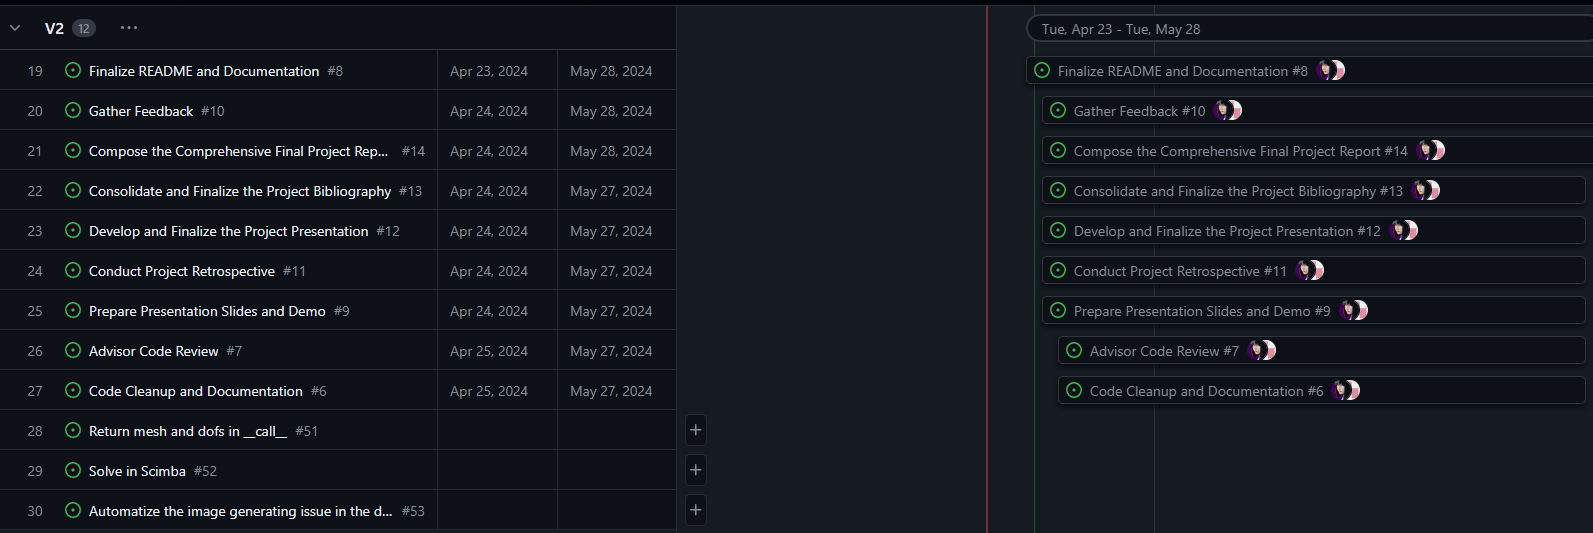 V2 12 ... Tue, Apr 23 - Tue, May 28
19 Finalize README and Documentation #8 Apr 23, 2024 May 28, 2024 Finalize README and Documentation #8
20 Gather Feedback #10 Apr 24, 2024 May 28, 2024 Gather Feedback #10
21 Compose the Comprehensive Final Project Rep... #14 Apr 24, 2024 May 28, 2024 Compose the Comprehensive Final Project Report #14
22 Consolidate and Finalize the Project Bibliography #13 Apr 24, 2024 May 27, 2024 Consolidate and Finalize the Project Bibliography #13
23 Develop and Finalize the Project Presentation #12 Apr 24, 2024 May 27, 2024 Develop and Finalize the Project Presentation #12
24 Conduct Project Retrospective #11 Apr 24, 2024 May 27, 2024 Conduct Project Retrospective #11
25 Prepare Presentation Slides and Demo #9 Apr 24, 2024 May 27, 2024 Prepare Presentation Slides and Demo #9
26 Advisor Code Review #7 Apr 25, 2024 May 27, 2024 Advisor Code Review #7
27 Code Cleanup and Documentation #6 Apr 25, 2024 May 27, 2024 Code Cleanup and Documentation #6
28 Return mesh and dofs in __call__ #51 +
29 Solve in Scimba #52 +
30 Automatize the image generating issue in the d... #53 +